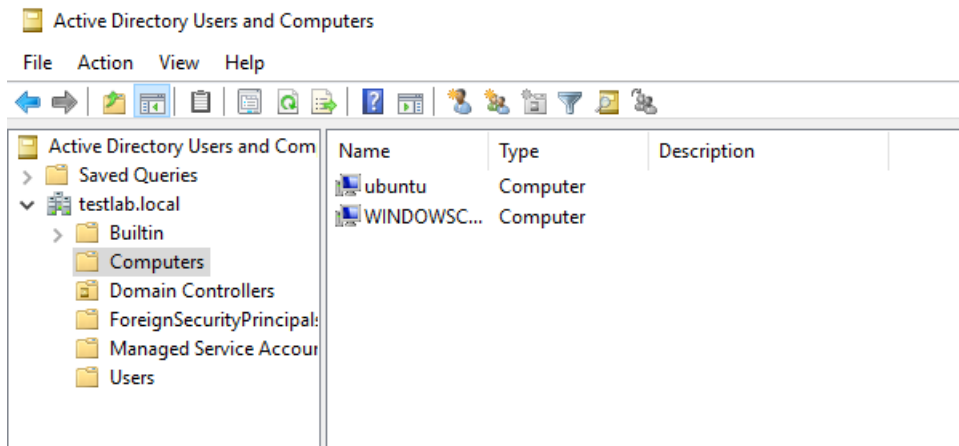 Active Directory Users and Computers
File Action View Help
Active Directory Users and Com
Saved Queries
testlab.local
Builtin
Computers
Domain Controllers
ForeignSecurityPrincipal
Managed Service Accour
Users
Name Type Description
ubuntu Computer
WINDOWSC... Computer